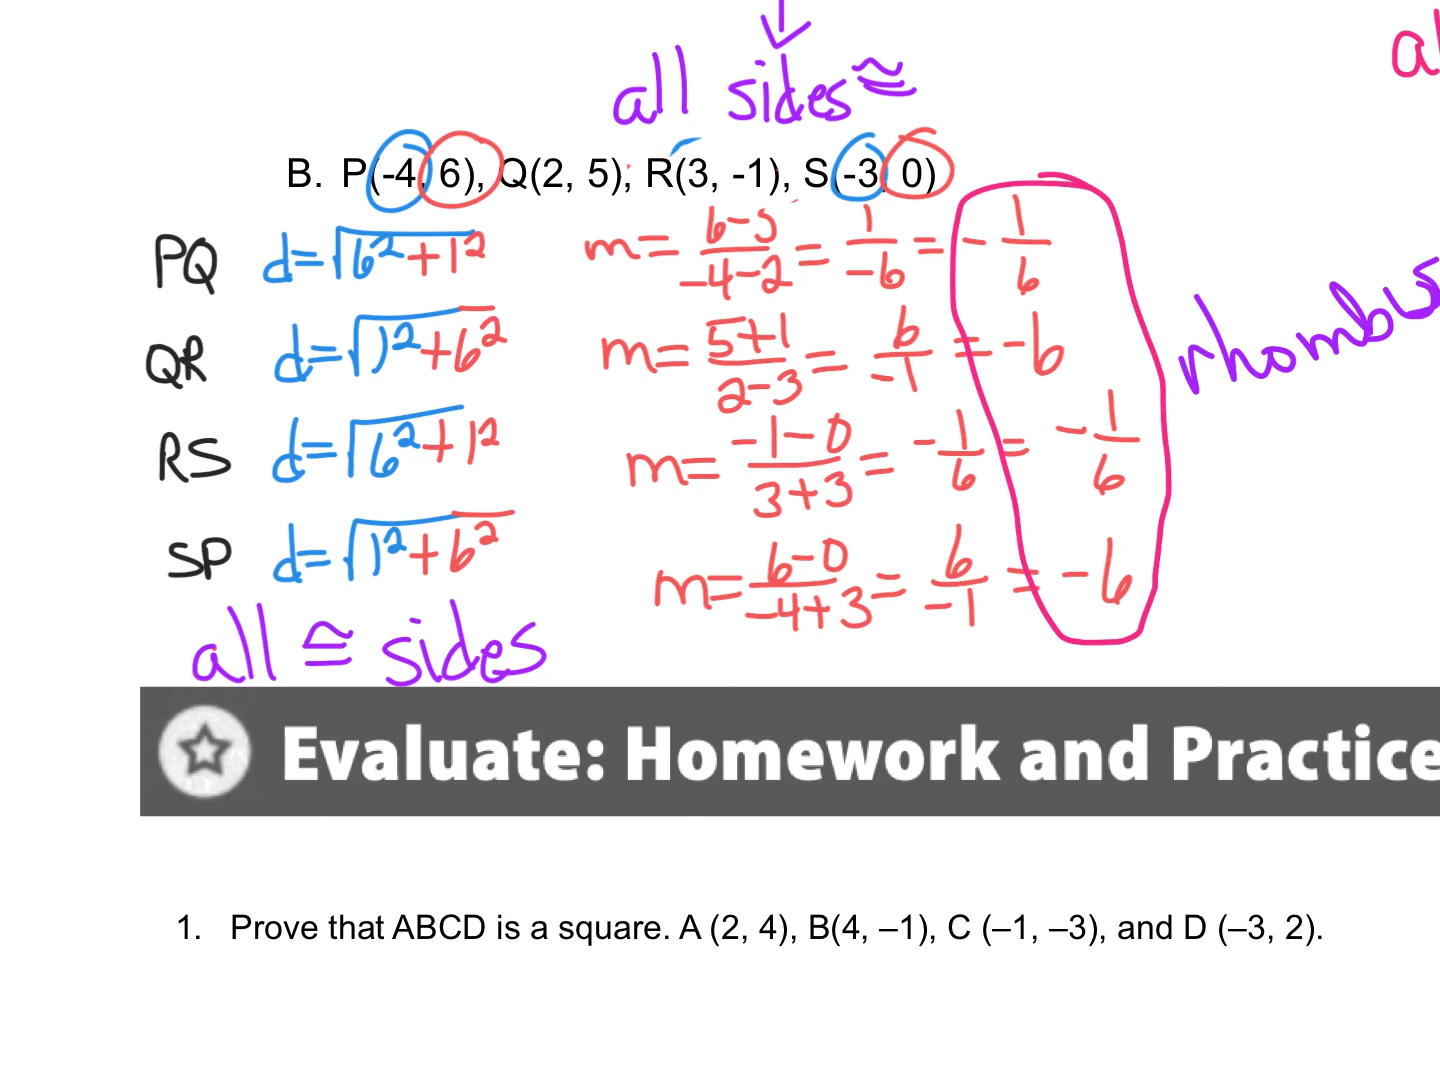 all sides ≅
B. P(-4, 6), Q(2, 5), R(3, -1), S(-3, 0)
PQ d=√6²+1² m= 6-5/-4-2 = 1/-6 = -1/6
QR d=√1²+6² m= 5+1/2-3 = 6/-1 = -6
rhombus
RS d=√6²+1² m= -1-0/3+3 = -1/6 = -1/6
SP d=√1²+6² m= 6-0/-4+3 = 6/-1 = -6
all ≅ sides
Evaluate: Homework and Practice
1. Prove that ABCD is a square. A (2, 4), B(4, –1), C (–1, –3), and D (–3, 2).